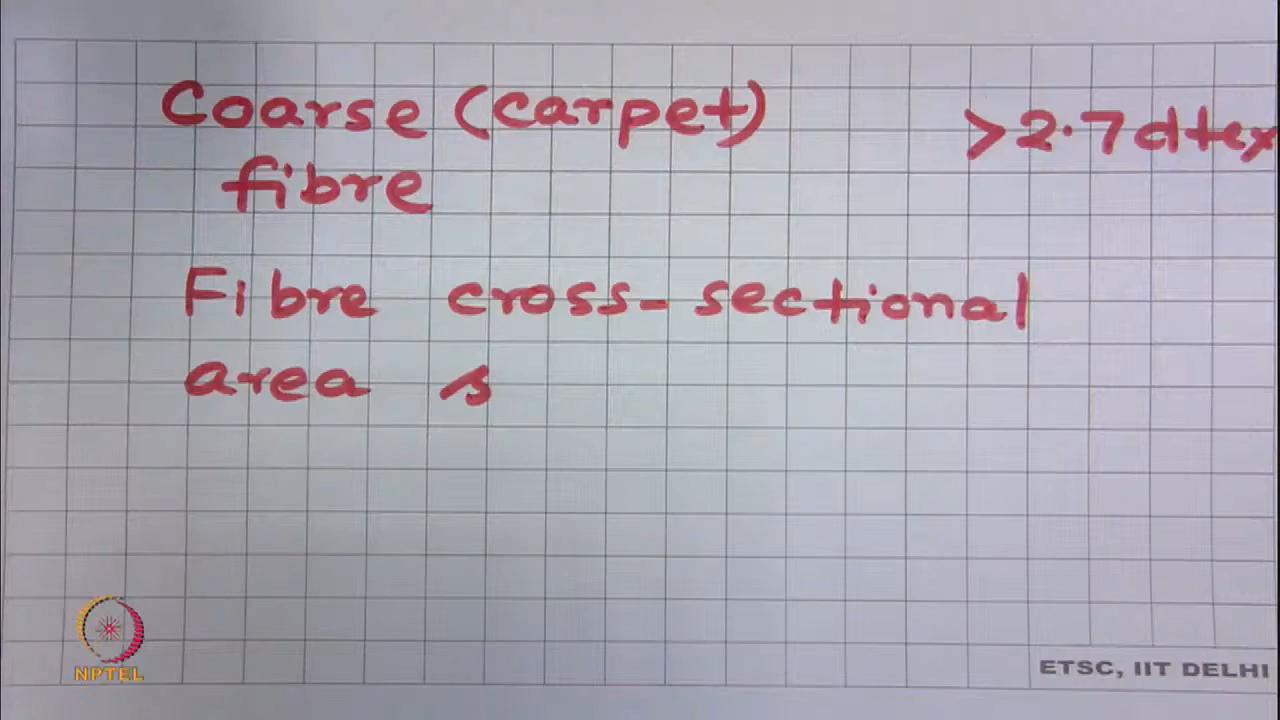 Coarse (carpet) >2.7 dtex
fibre
Fibre cross-sectional
area s
NPTEL
ETSC, IIT DELHI